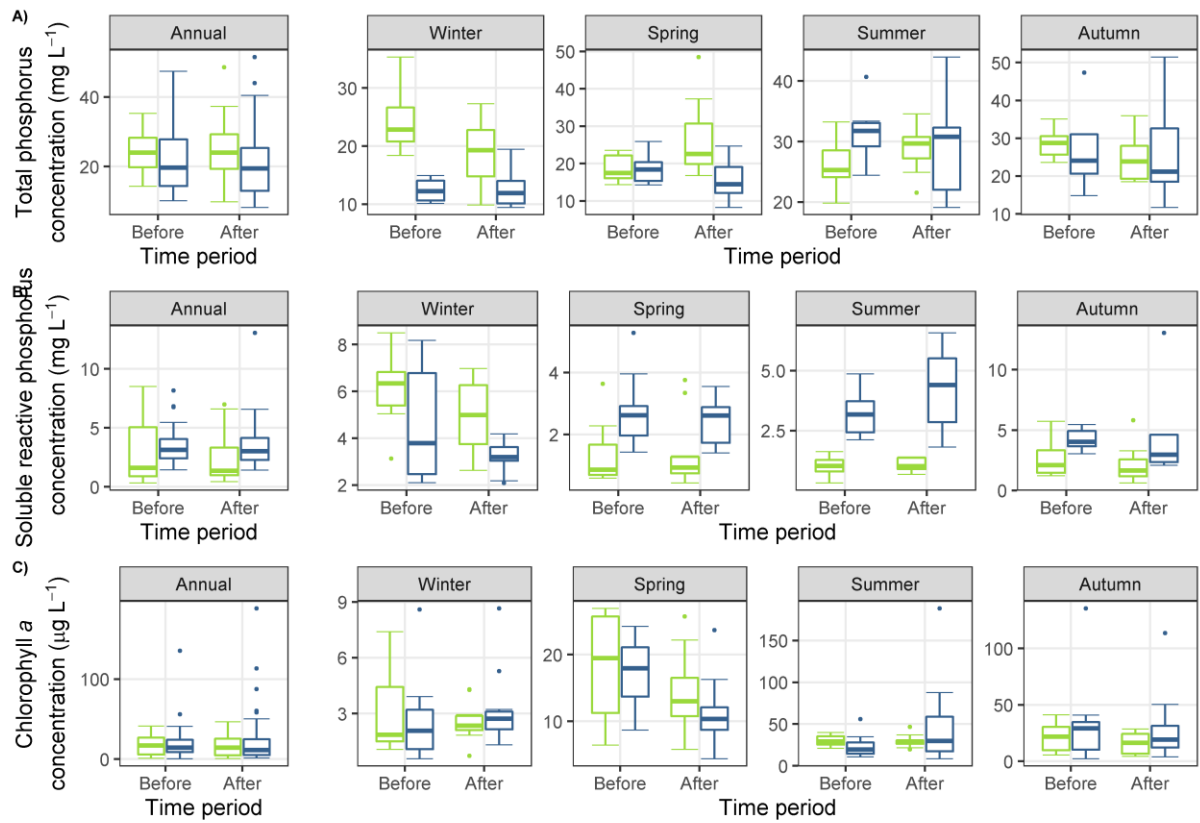 A)
Total phosphorus
concentration (mg L⁻¹)
Annual Winter Spring Summer Autumn
40
20
30
20
10
50
40
30
20
10
40
30
20
50
40
30
20
10
Before After Before After Before After Before After Before After
Time period Time period
B)
Soluble reactive phosphorus
concentration (mg L⁻¹)
Annual Winter Spring Summer Autumn
10
5
0
8
6
4
2
4
2
5.0
2.5
10
5
0
Before After Before After Before After Before After Before After
Time period Time period
C)
Chlorophyll a
concentration (μg L⁻¹)
Annual Winter Spring Summer Autumn
100
0
9
6
3
20
10
150
100
50
0
100
50
0
Before After Before After Before After Before After Before After
Time period Time period